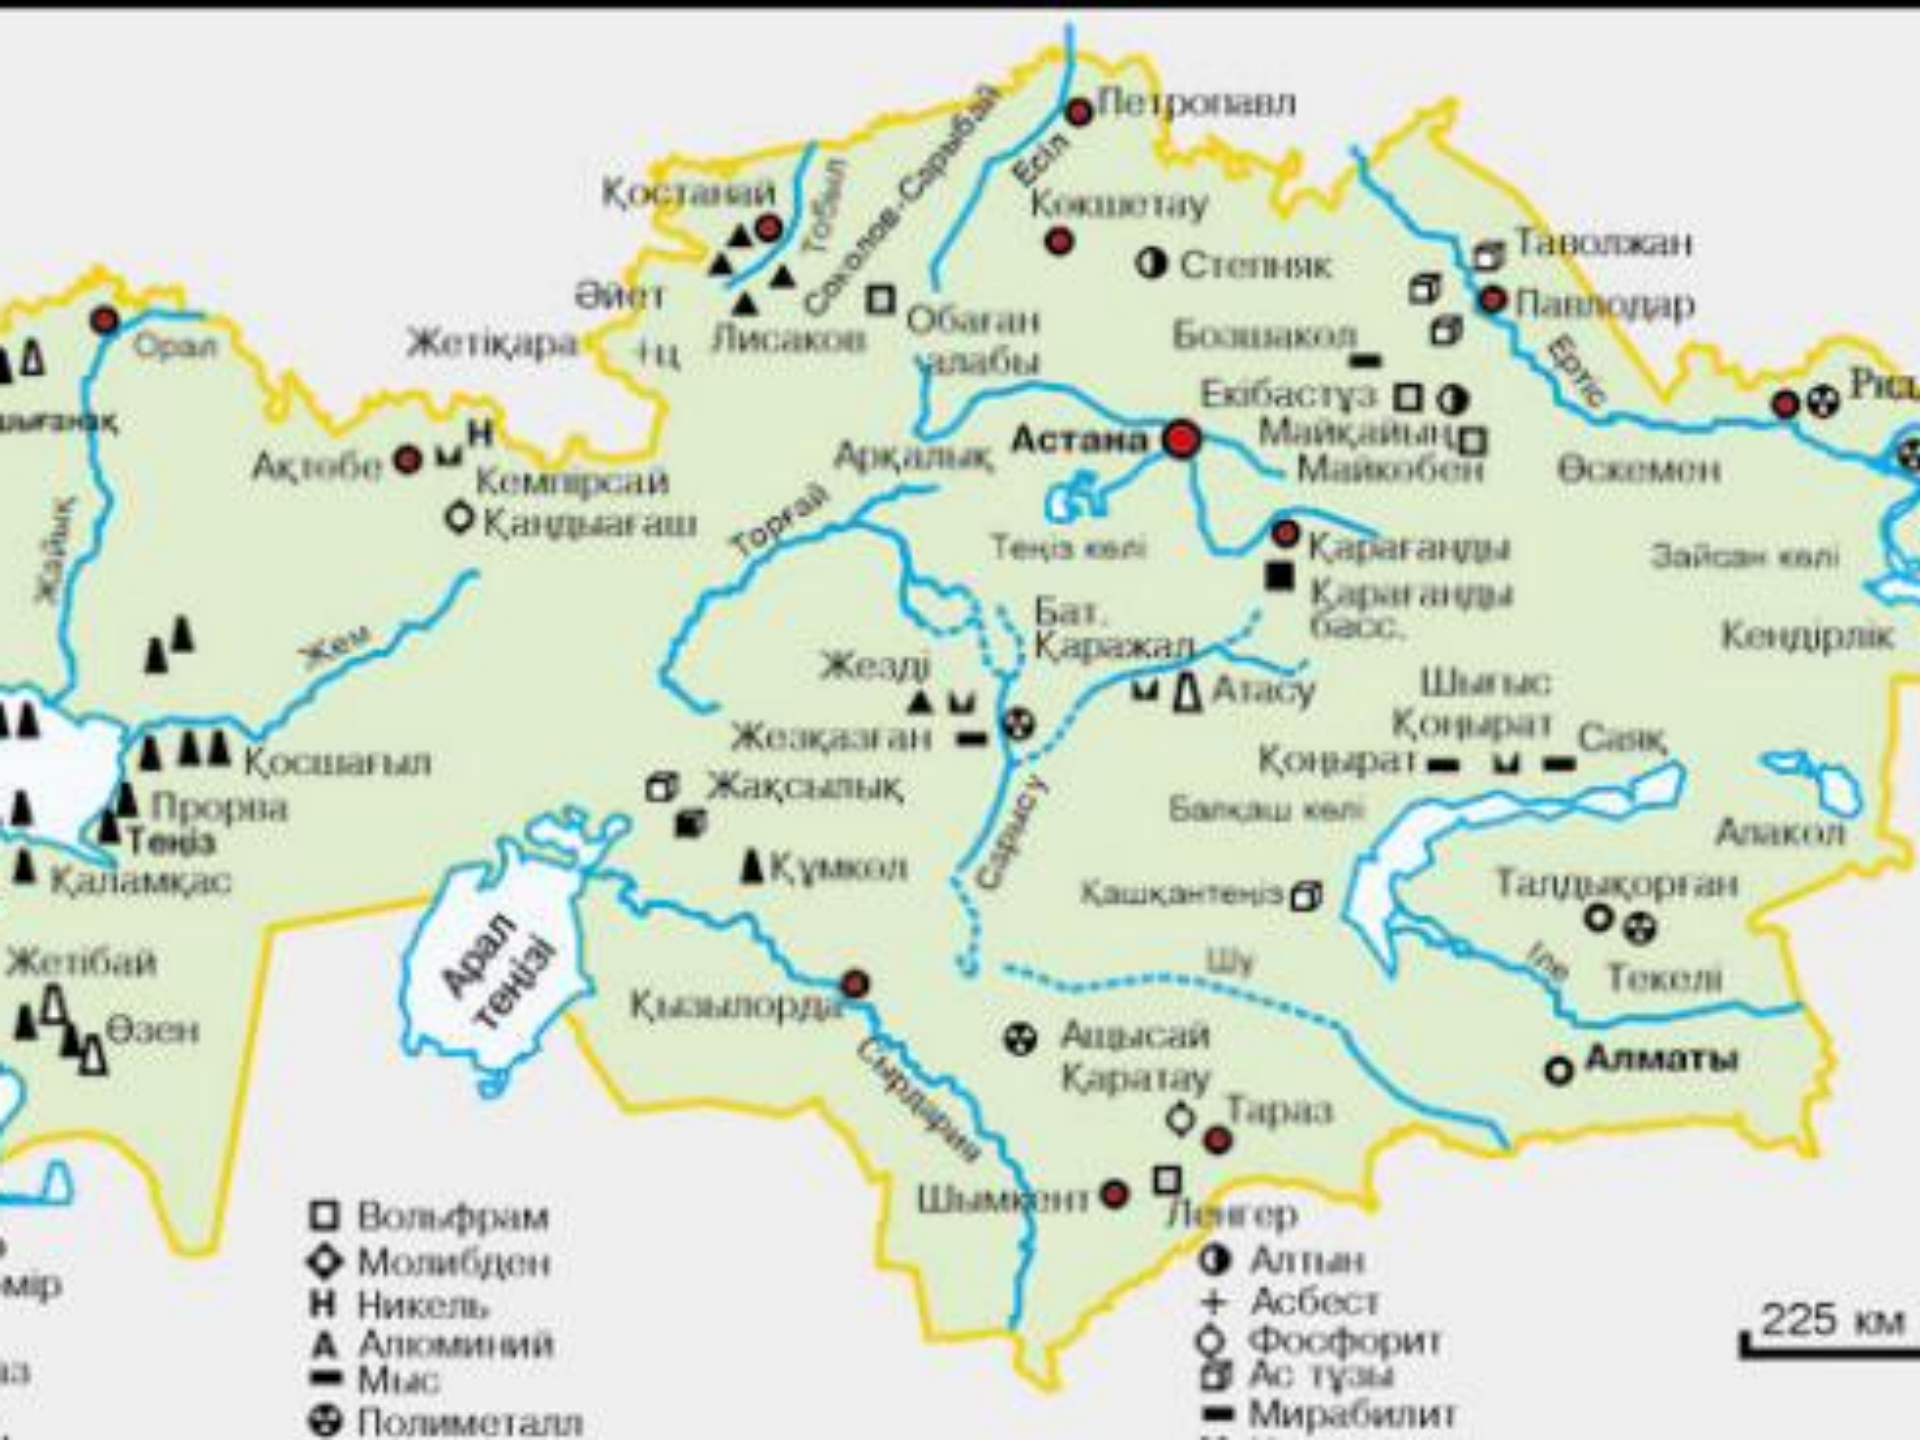 Петропавл
Қостанай
Тобыл
Соколов-Сарыбай
Есіл
Көкшетау
Степняк
Таволжан
Павлодар
Әйет
Жетіқара
+ц
Лисаков
Обаған
алабы
Бозшакөл
Ертіс
Екібастұз
Майқайың
Майкөбен
Өскемен
Орал
Ақтөбе
Н
Кемпірсай
Қаңдыағаш
Арқалық
Астана
Торғай
Теңіз көлі
Қарағанды
Қарағанды
басс.
Зайсан көлі
Кендірлік
Жайық
Жем
Бат.
Қаражал
Жезді
Атасу
Шығыс
Қоңырат
Жезқазған
Қоңырат
Саяқ
Қосшағыл
Жақсылық
Прорва
Теңіз
Қаламқас
Балқаш көлі
Алакөл
Сарысу
Құмкөл
Қашқантеңіз
Талдықорған
Арал
теңізі
Жетібай
Өзен
Қызылорда
Шу
Іле
Текелі
Сырдария
Ащысай
Қаратау
Алматы
Тараз
Шымкент
Ленгер
Вольфрам
Молибден
Н Никель
А Алюминий
Мыс
Полиметалл
Алтын
+ Асбест
Фосфорит
Ас тұзы
Мирабилит
225 км